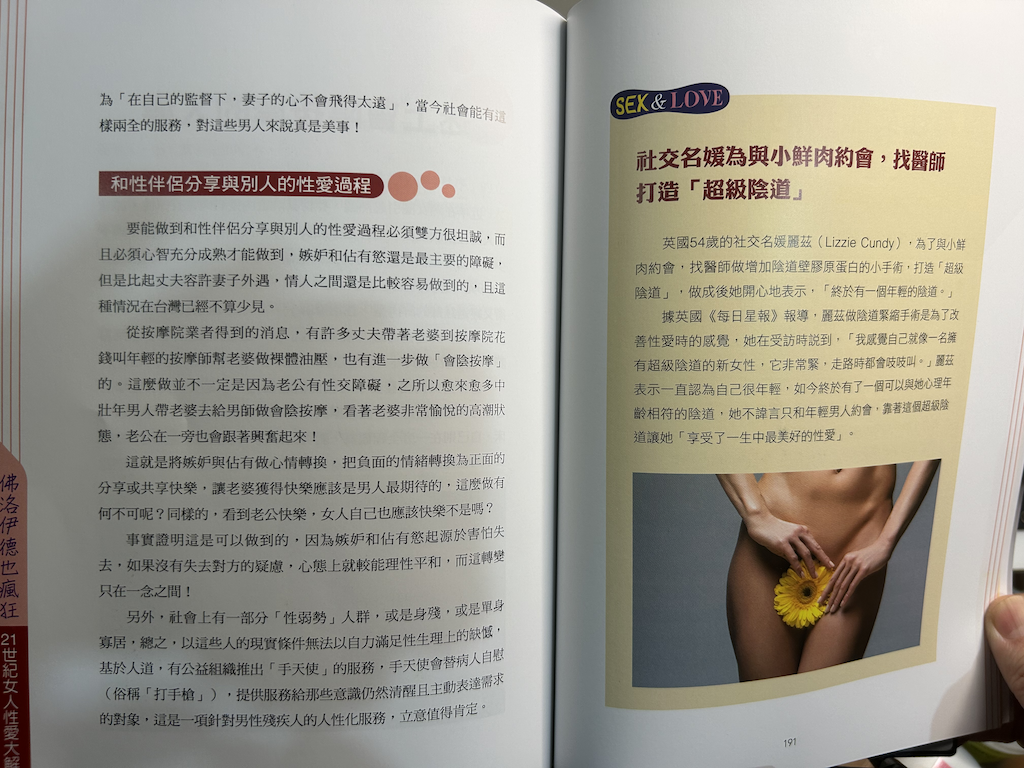 為「在自己的監督下，妻子的心不會飛得太遠」，當今社會能有這
樣兩全的服務，對這些男人來說真是美事！
和性伴侶分享與別人的性愛過程
要能做到和性伴侶分享與別人的性愛過程必須雙方很坦誠，而
且必須心智充分成熟才能做到，嫉妒和佔有慾還是最主要的障礙，
但是比起丈夫容許妻子外遇，情人之間還是比較容易做到的，且這
種情況在台灣已經不算少見。
從按摩院業者得到的消息，有許多丈夫帶著老婆到按摩院花
錢叫年輕的按摩師幫老婆做裸體油壓，也有進一步做「會陰按摩」
的。這麼做並不一定是因為老公有性交障礙，之所以愈來愈多中
壯年男人帶老婆去給男師做會陰按摩，看著老婆非常愉悅的高潮狀
態，老公在一旁也會跟著興奮起來！
這就是將嫉妒與佔有做心情轉換，把負面的情緒轉換為正面的
分享或共享快樂，讓老婆獲得快樂應該是男人最期待的，這麼做有
何不可呢？同樣的，看到老公快樂，女人自己也應該快樂不是嗎？
事實證明這是可以做到的，因為嫉妒和佔有慾起源於害怕失
去，如果沒有失去對方的疑慮，心態上就較能理性平和，而這轉變
只在一念之間！
另外，社會上有一部分「性弱勢」人群，或是身殘，或是單身
寡居，總之，以這些人的現實條件無法以自力滿足性生理上的缺憾，
基於人道，有公益組織推出「手天使」的服務，手天使會替病人自慰
（俗稱「打手槍」），提供服務給那些意識仍然清醒且主動表達需求
的對象，這是一項針對男性殘疾人的人性化服務，立意值得肯定。
佛洛伊德也瘋狂
21世紀女人性愛大解
SEX & LOVE
社交名媛為與小鮮肉約會，找醫師
打造「超級陰道」
英國54歲的社交名媛麗茲（Lizzie Cundy），為了與小鮮
肉約會，找醫師做增加陰道壁膠原蛋白的小手術，打造「超級
陰道」，做成後她開心地表示，「終於有一個年輕的陰道。」
據英國《每日星報》報導，麗茲做陰道緊縮手術是為了改
善性愛時的感覺，她在受訪時説到，「我感覺自己就像一名擁
有超級陰道的新女性，它非常緊，走路時都會吱吱叫。」麗茲
表示一直認為自己很年輕，如今終於有了一個可以與她心理年
齡相符的陰道，她不諱言只和年輕男人約會，靠著這個超級陰
道讓她「享受了一生中最美好的性愛」。
191